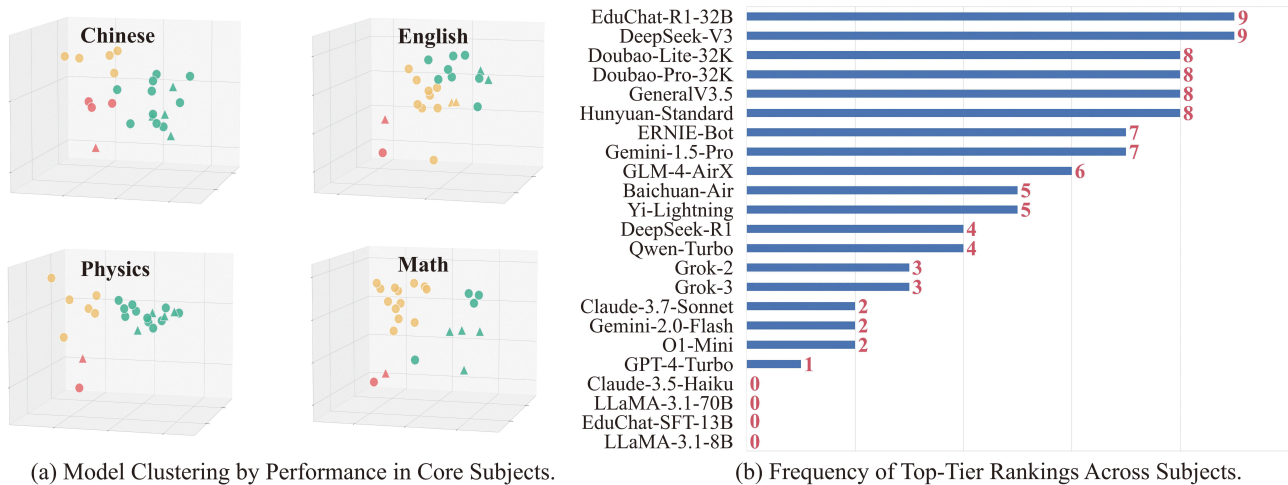 Chinese
English
Physics
Math
(a) Model Clustering by Performance in Core Subjects.
EduChat-R1-32B 9
DeepSeek-V3 9
Doubao-Lite-32K 8
Doubao-Pro-32K 8
GeneralV3.5 8
Hunyuan-Standard 8
ERNIE-Bot 7
Gemini-1.5-Pro 7
GLM-4-AirX 6
Baichuan-Air 5
Yi-Lightning 5
DeepSeek-R1 4
Qwen-Turbo 4
Grok-2 3
Grok-3 3
Claude-3.7-Sonnet 2
Gemini-2.0-Flash 2
O1-Mini 2
GPT-4-Turbo 1
Claude-3.5-Haiku 0
LLaMA-3.1-70B 0
EduChat-SFT-13B 0
LLaMA-3.1-8B 0
(b) Frequency of Top-Tier Rankings Across Subjects.